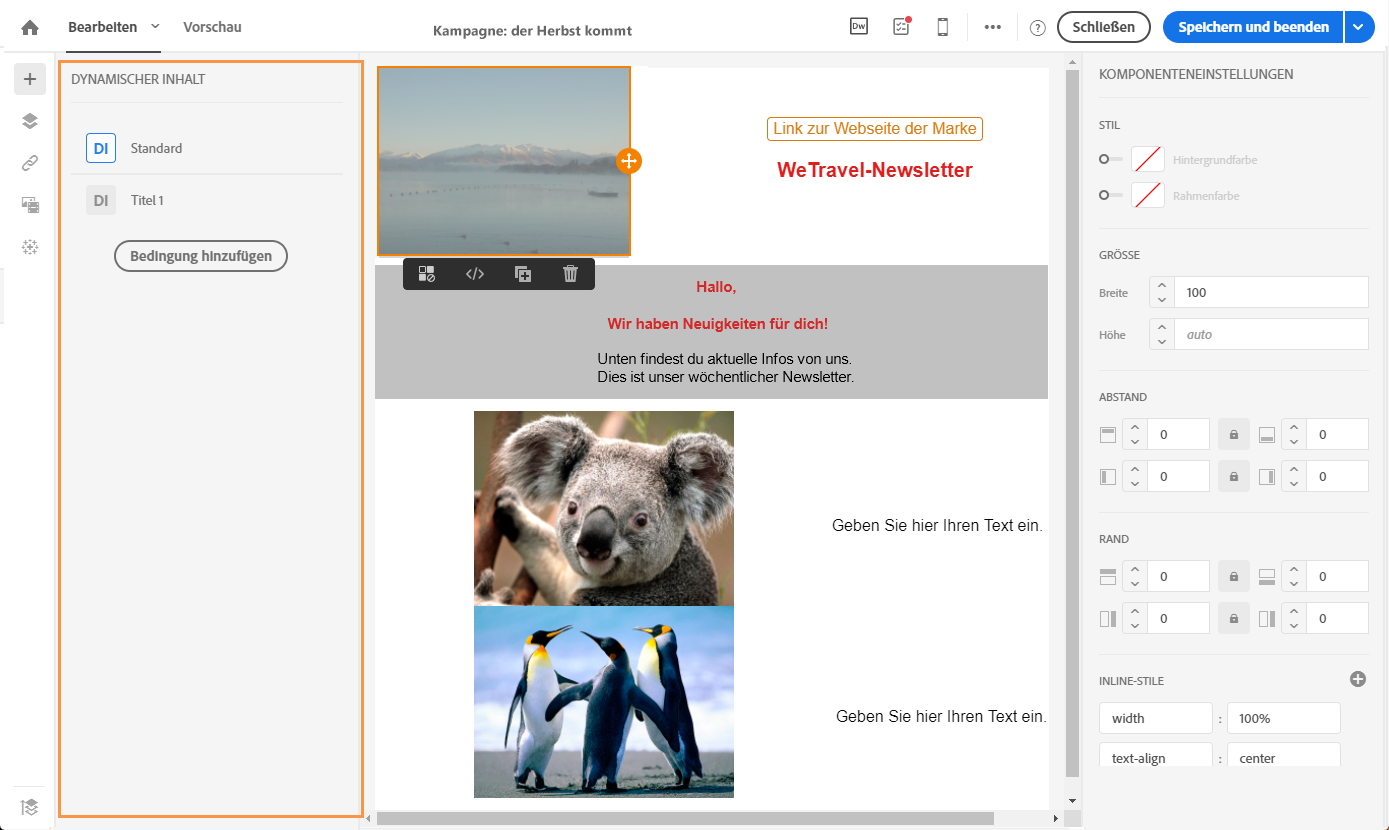 Bearbeiten
Vorschau
Kampagne: der Herbst kommt
Dw
?
Schließen
Speichern und beenden
DYNAMISCHER INHALT
DI Standard
DI Titel 1
Bedingung hinzufügen
Link zur Webseite der Marke
WeTravel-Newsletter
</>
Hallo,
Wir haben Neuigkeiten für dich!
Unten findest du aktuelle Infos von uns.
Dies ist unser wöchentlicher Newsletter.
Geben Sie hier Ihren Text ein.
Geben Sie hier Ihren Text ein.
KOMPONENTENEINSTELLUNGEN
STIL
Hintergrundfarbe
Rahmenfarbe
GRÖSSE
Breite 100
Höhe auto
ABSTAND
0 0
0 0
RAND
0 0
0 0
INLINE-STILE
width : 100%
text-align : center